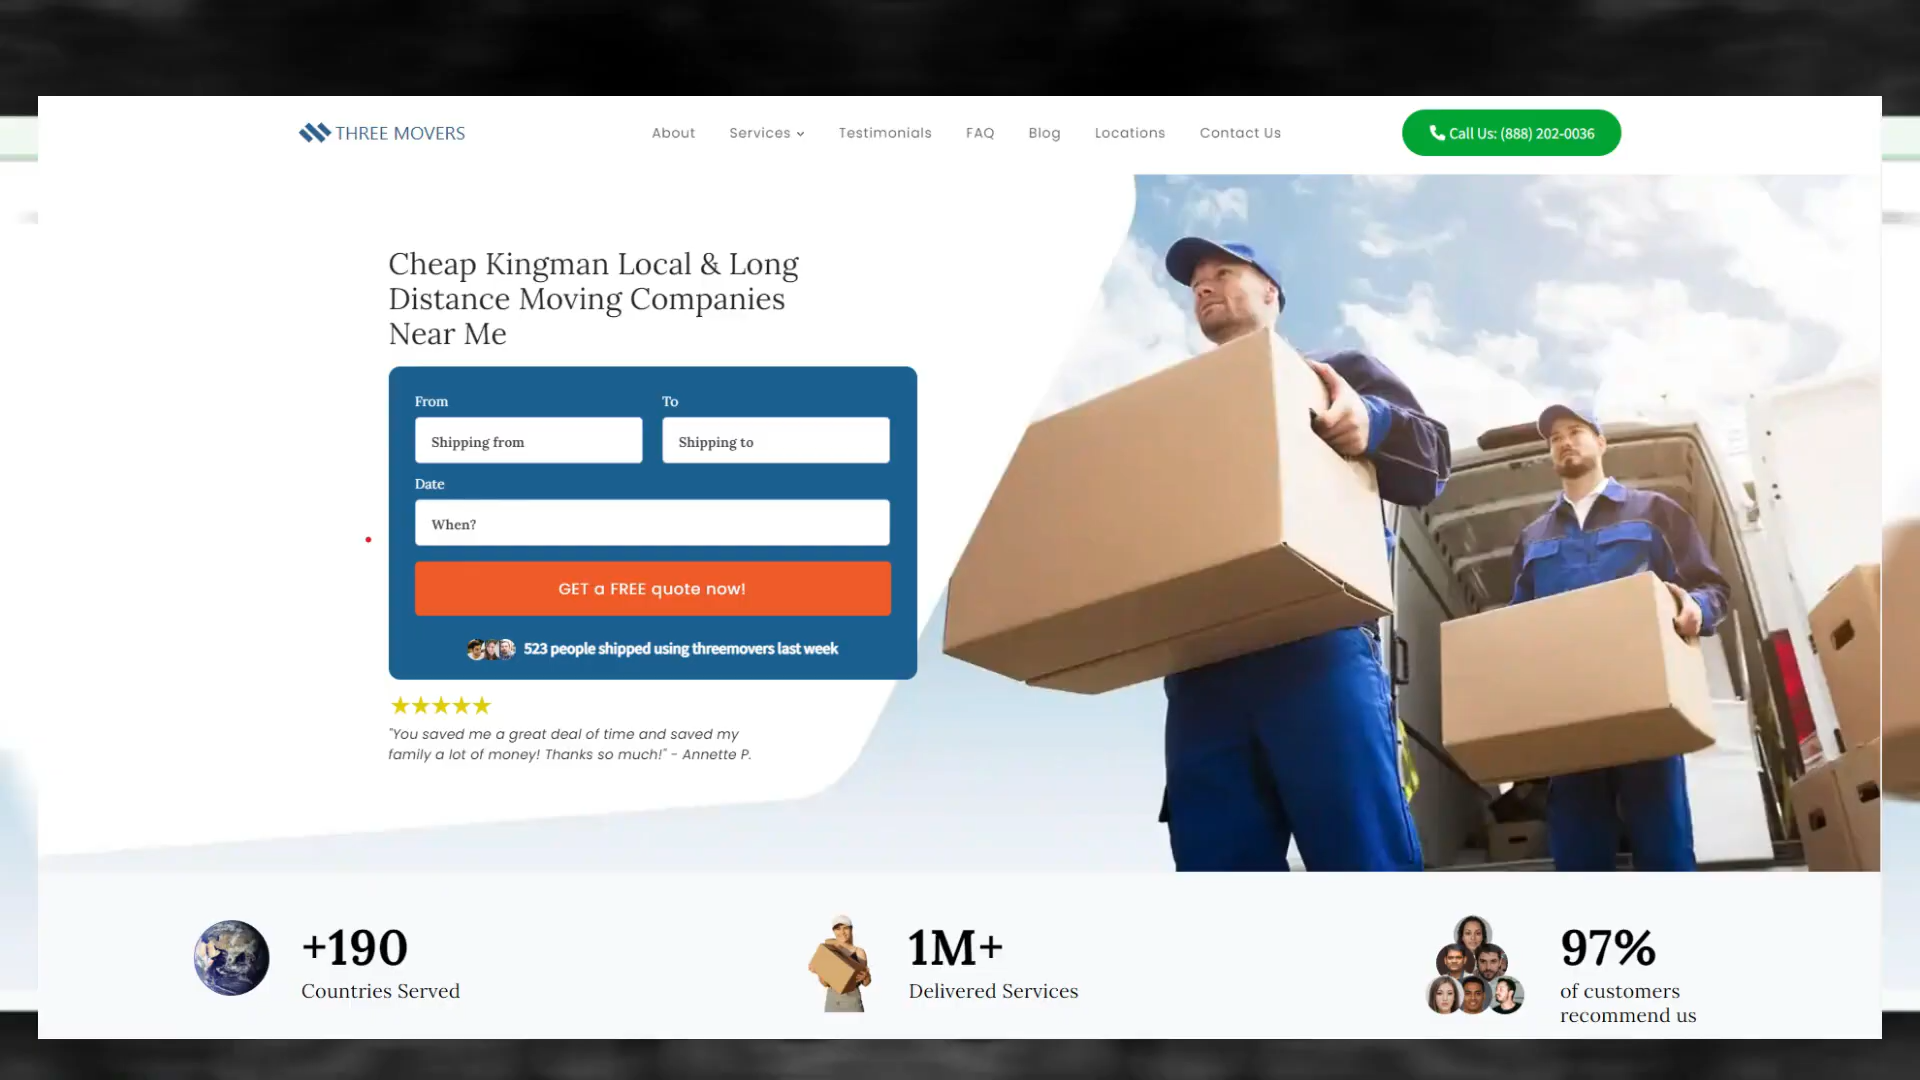 THREE MOVERS
About
Services
Testimonials
FAQ
Blog
Locations
Contact Us
Call Us: (888) 202-0036
Cheap Kingman Local & Long
Distance Moving Companies
Near Me
From
To
Shipping from
Shipping to
Date
When?
GET a FREE quote now!
523 people shipped using threemovers last week
"You saved me a great deal of time and saved my
family a lot of money! Thanks so much!" - Annette P.
+190
Countries Served
1M+
Delivered Services
97%
of customers
recommend us